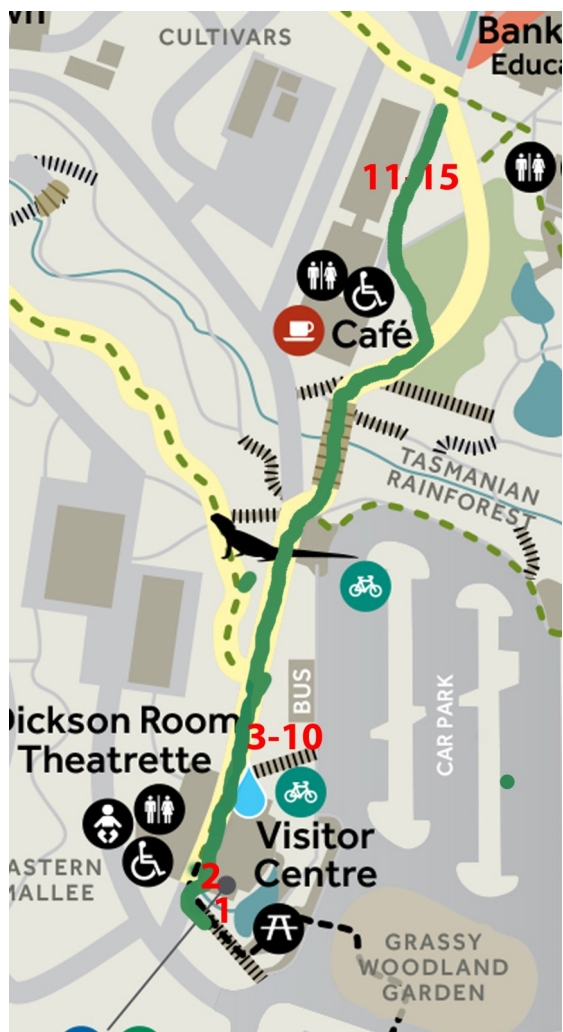 CULTIVARS
Bank
Educa
11-15
Café
TASMANIAN
RAINFOREST
BUS
CAR PARK
Dickson Room
Theatrette
3-10
Visitor
Centre
ASTERN
MALLEE
2
1
GRASSY
WOODLAND
GARDEN